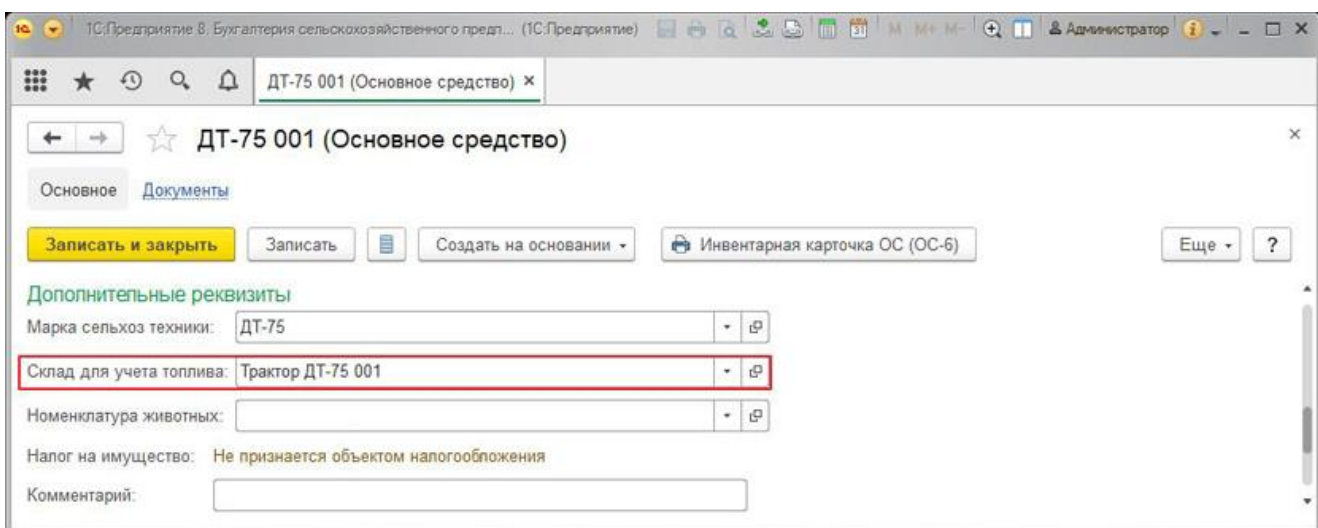 1С:Предприятие 8. Бухгалтерия сельскохозяйственного предп... (1С:Предприятие) M M+ M- Администратор
ДТ-75 001 (Основное средство) ×
ДТ-75 001 (Основное средство)
Основное Документы
Записать и закрыть Записать Создать на основании Инвентарная карточка ОС (ОС-6) Еще ?
Дополнительные реквизиты
Марка сельхоз техники: ДТ-75
Склад для учета топлива: Трактор ДТ-75 001
Номенклатура животных:
Налог на имущество: Не признается объектом налогообложения
Комментарий: